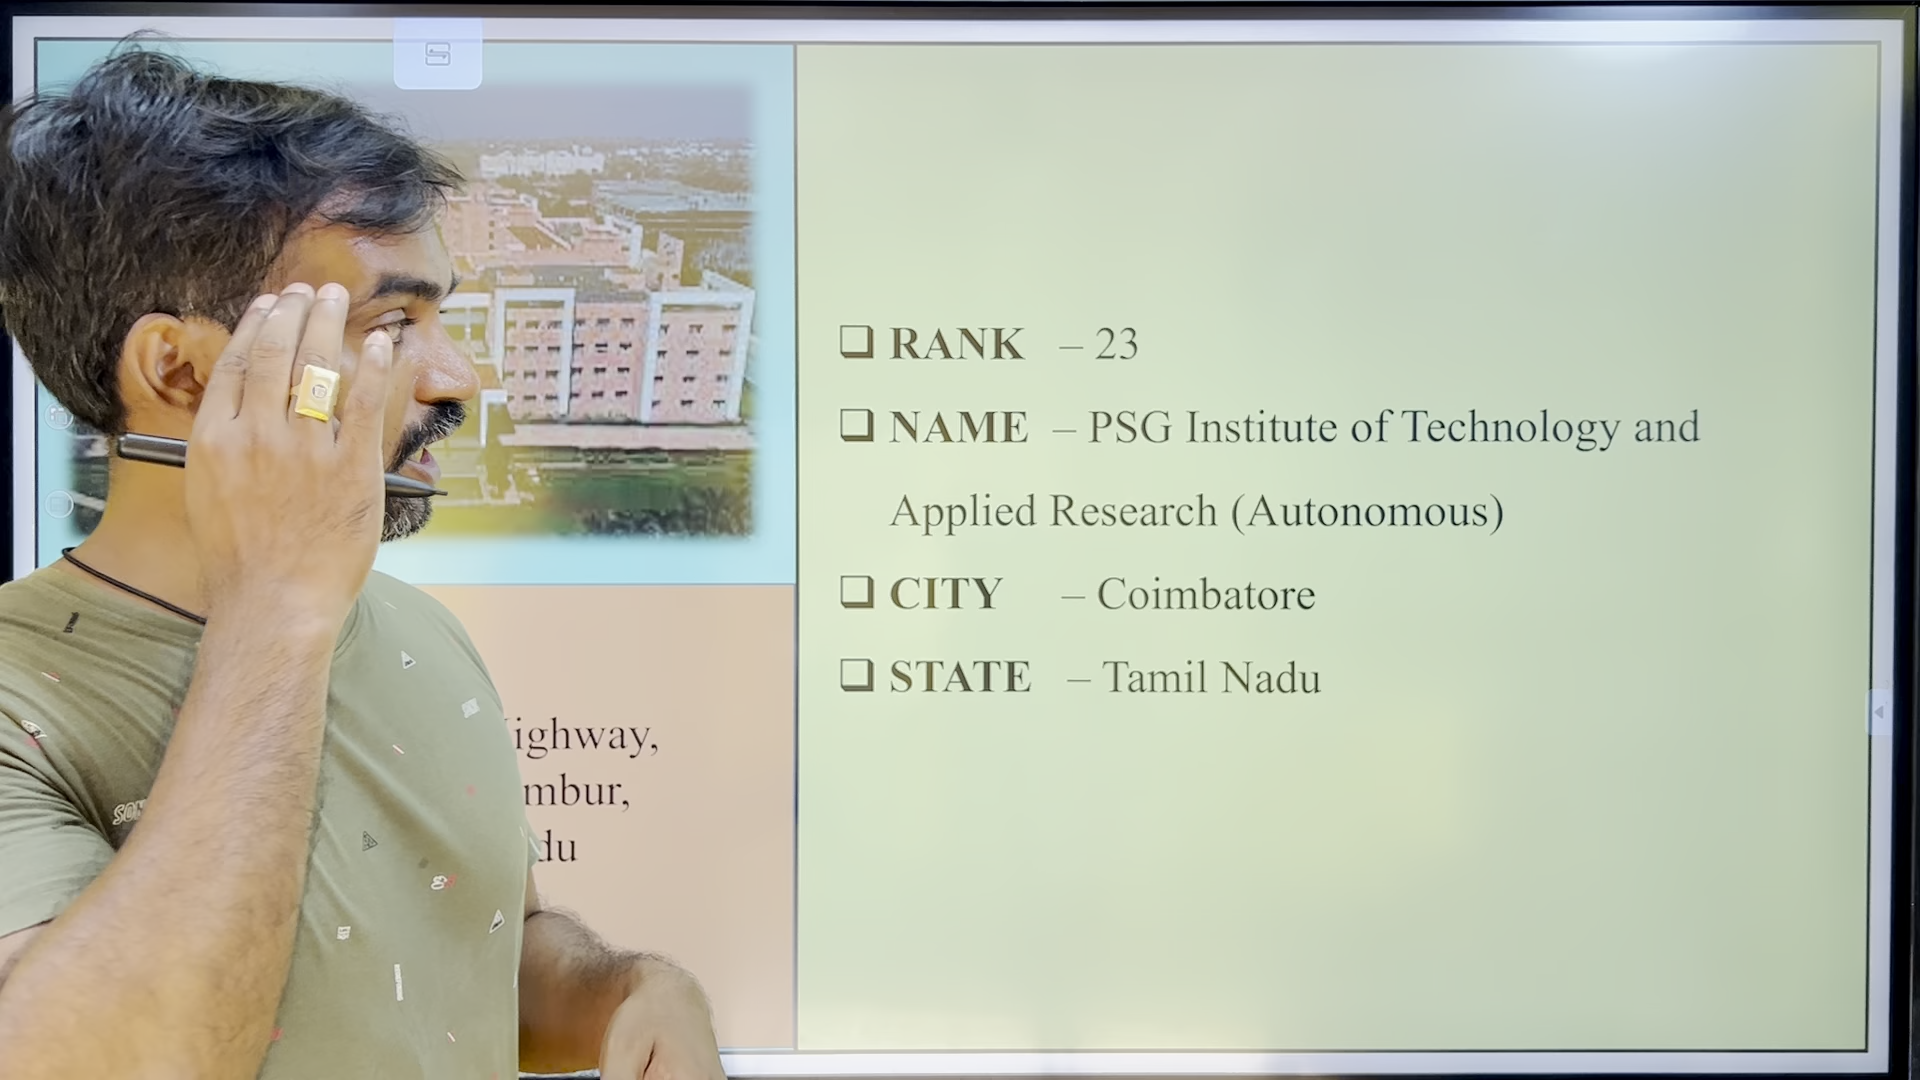 RANK – 23
NAME – PSG Institute of Technology and
Applied Research (Autonomous)
CITY – Coimbatore
STATE – Tamil Nadu